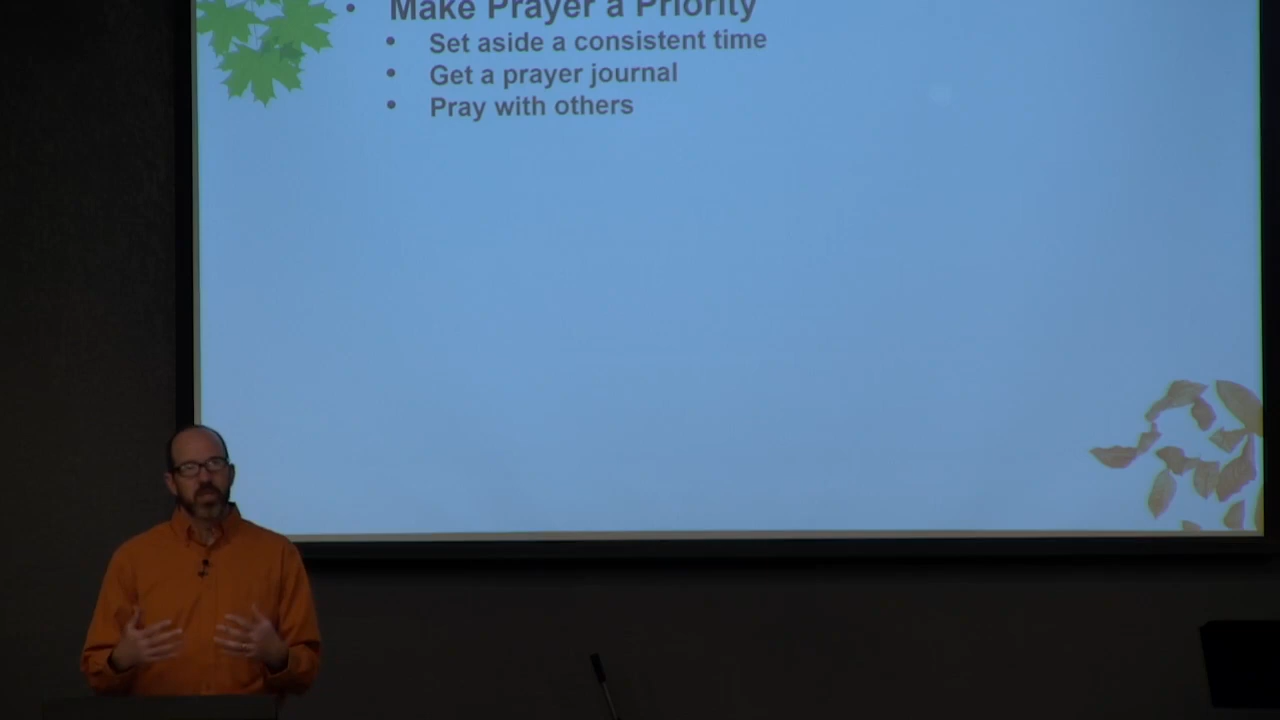 • Make Prayer a Priority
• Set aside a consistent time
• Get a prayer journal
• Pray with others